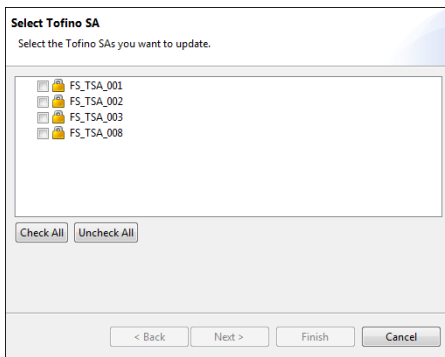 Select Tofino SA
Select the Tofino SAs you want to update.
FS_TSA_001
FS_TSA_002
FS_TSA_003
FS_TSA_008
Check All Uncheck All
< Back Next > Finish Cancel